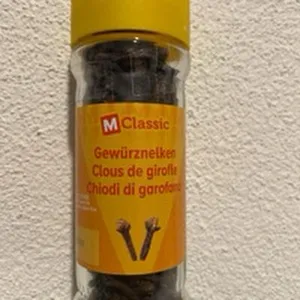 M Classic
Gewürznelken
Clous de girofle
Chiodi di garofano